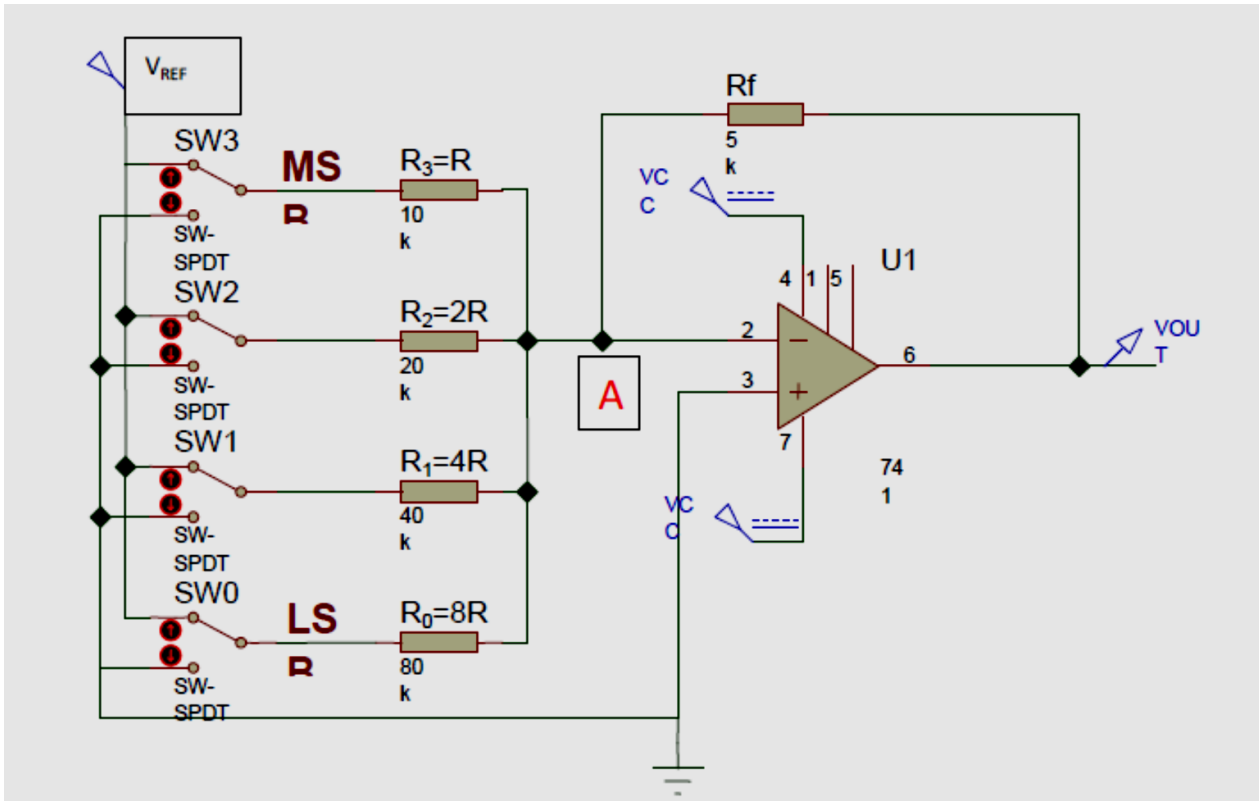 V_REF
Rf
5
k
SW3
MS
B
R₃=R
10
k
SW-
SPDT
VC
C
4 1 5
U1
SW2
R₂=2R
20
k
SW-
SPDT
2
3
6
VOU
T
A
7
SW1
R₁=4R
40
k
SW-
SPDT
74
1
VC
C
SW0
LS
B
R₀=8R
80
k
SW-
SPDT